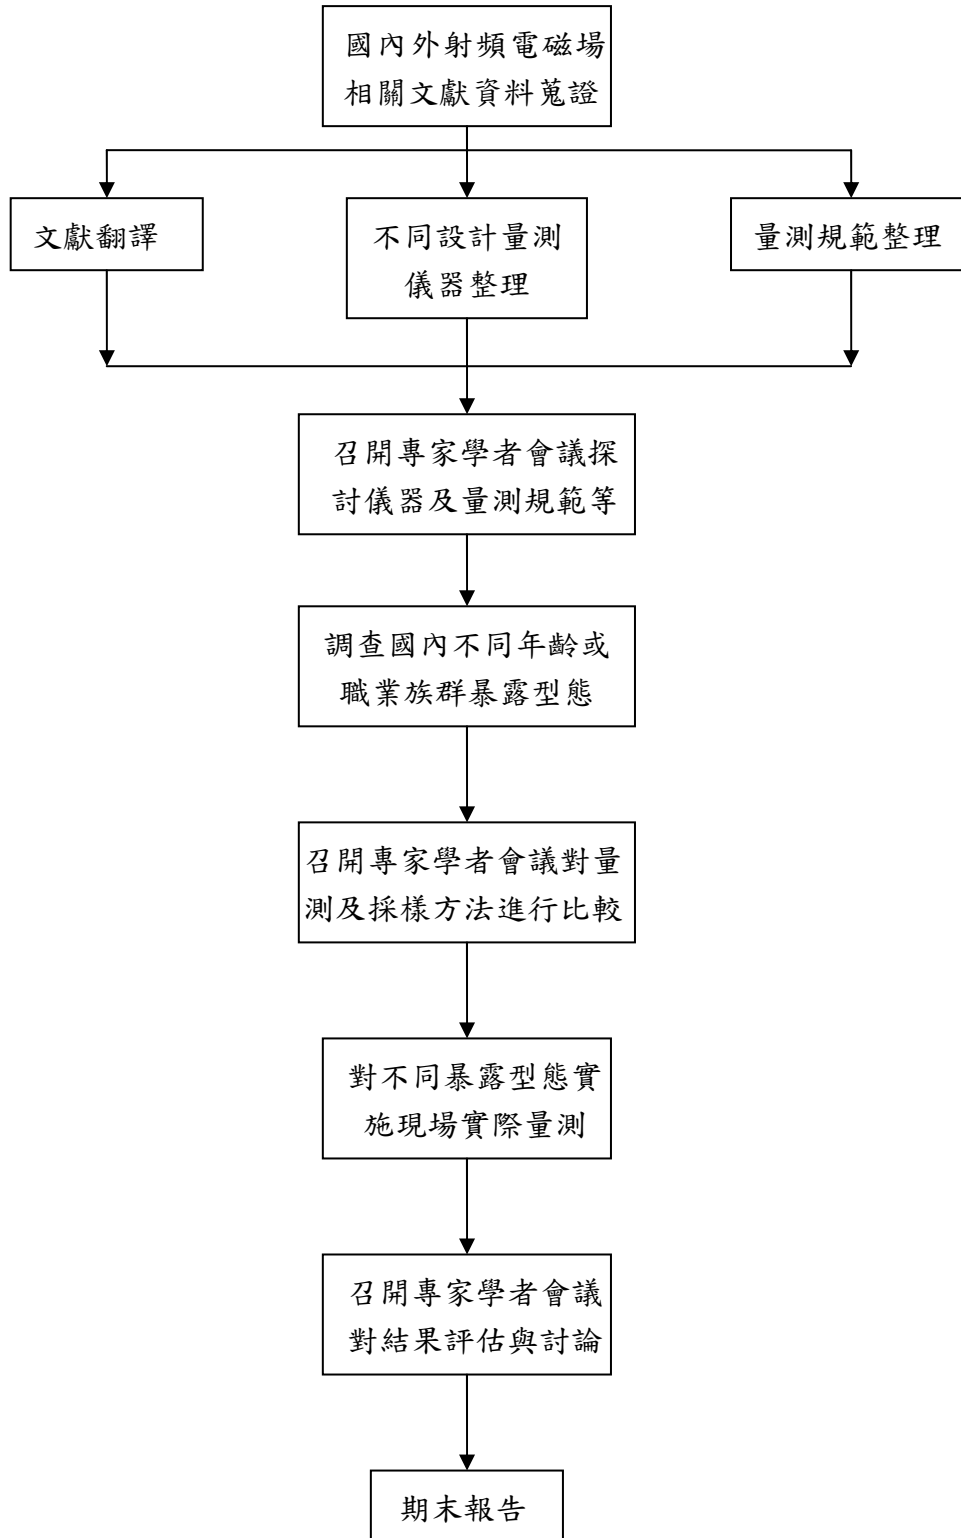 國內外射頻電磁場
相關文獻資料蒐證
文獻翻譯
不同設計量測
儀器整理
量測規範整理
召開專家學者會議探
討儀器及量測規範等
調查國內不同年齡或
職業族群暴露型態
召開專家學者會議對量
測及採樣方法進行比較
對不同暴露型態實
施現場實際量測
召開專家學者會議
對結果評估與討論
期末報告